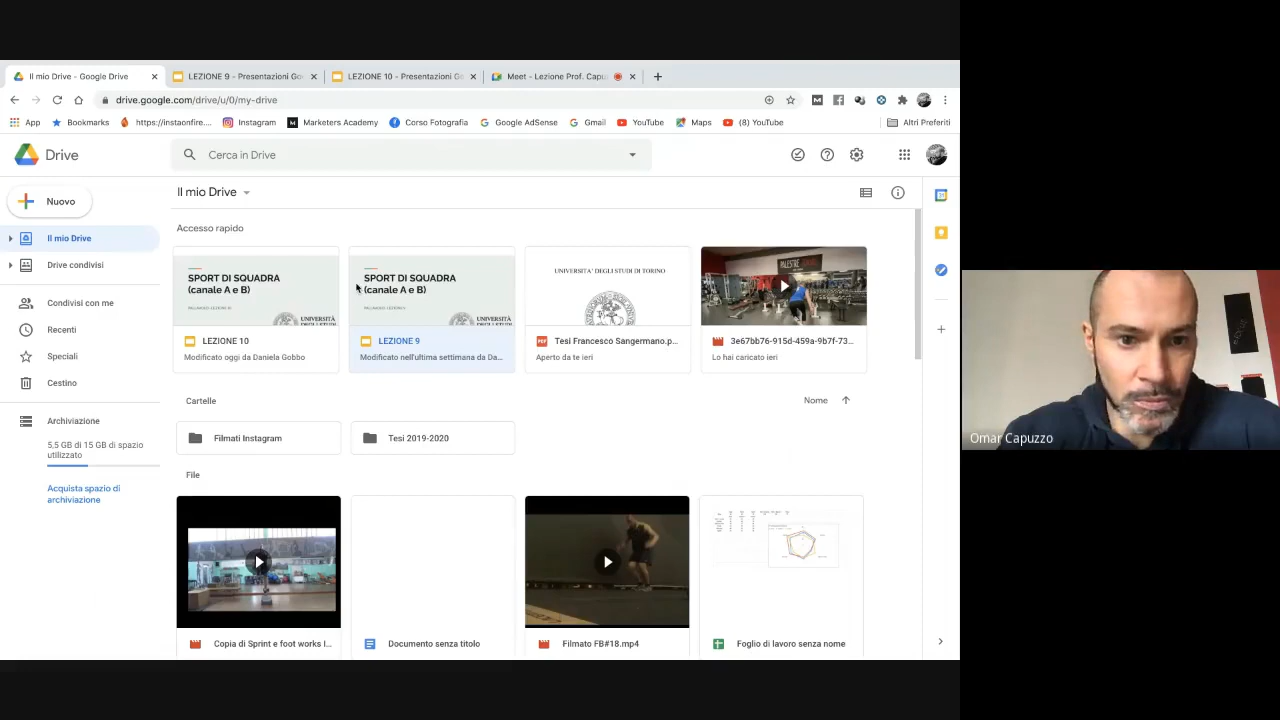 Il mio Drive - Google Drive
LEZIONE 9 - Presentazioni Go
LEZIONE 10 - Presentazioni G
Meet - Lezione Prof. Capu
drive.google.com/drive/u/0/my-drive
App
Bookmarks
https://instaonfire....
Instagram
Marketers Academy
Corso Fotografia
Google AdSense
Gmail
YouTube
Maps
(8) YouTube
Altri Preferiti
Drive
Cerca in Drive
Nuovo
Il mio Drive
Drive condivisi
Condivisi con me
Recenti
Speciali
Cestino
Archiviazione
5,5 GB di 15 GB di spazio
utilizzato
Acquista spazio di
archiviazione
Il mio Drive
Accesso rapido
SPORT DI SQUADRA
(canale A e B)
LEZIONE 10
Modificato oggi da Daniela Gobbo
SPORT DI SQUADRA
(canale A e B)
LEZIONE 9
Modificato nell'ultima settimana da Da...
UNIVERSITA' DEGLI STUDI DI TORINO
Tesi Francesco Sangermano.p...
Aperto da te ieri
3e67bb76-915d-459a-9b7f-73...
Lo hai caricato ieri
Cartelle
Nome
Filmati Instagram
Tesi 2019-2020
File
Copia di Sprint e foot works I...
Documento senza titolo
Filmato FB#18.mp4
Foglio di lavoro senza nome
Omar Capuzzo